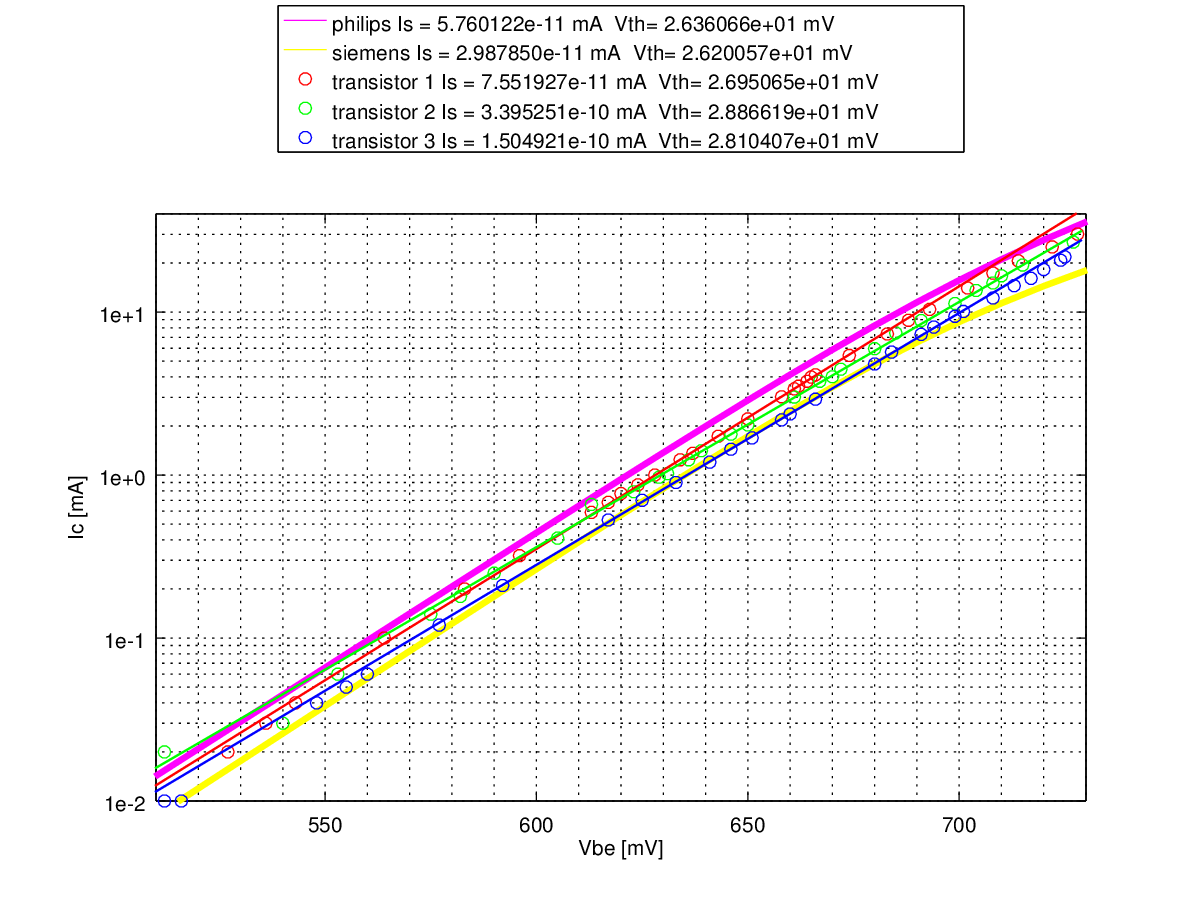 philips Is = 5.760122e-11 mA  Vth= 2.636066e+01 mV
siemens Is = 2.987850e-11 mA  Vth= 2.620057e+01 mV
transistor 1 Is = 7.551927e-11 mA  Vth= 2.695065e+01 mV
transistor 2 Is = 3.395251e-10 mA  Vth= 2.886619e+01 mV
transistor 3 Is = 1.504921e-10 mA  Vth= 2.810407e+01 mV
1e+1
1e+0
1e-1
1e-2
Ic [mA]
550 600 650 700
Vbe [mV]